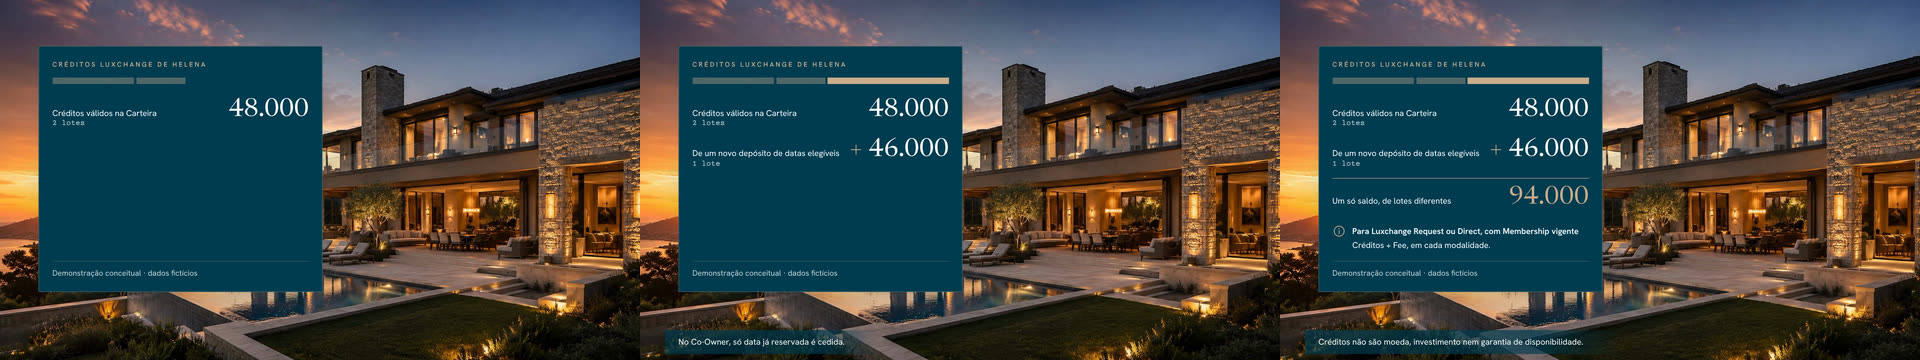 CRÉDITOS LUXCHANGE DE HELENA
Créditos válidos na Carteira 48.000
2 lotes
Demonstração conceitual · dados fictícios
CRÉDITOS LUXCHANGE DE HELENA
Créditos válidos na Carteira 48.000
2 lotes
De um novo depósito de datas elegíveis + 46.000
1 lote
Demonstração conceitual · dados fictícios
No Co-Owner, só data já reservada é cedida.
CRÉDITOS LUXCHANGE DE HELENA
Créditos válidos na Carteira 48.000
2 lotes
De um novo depósito de datas elegíveis + 46.000
1 lote
Um só saldo, de lotes diferentes 94.000
Para Luxchange Request ou Direct, com Membership vigente
Créditos + Fee, em cada modalidade.
Demonstração conceitual · dados fictícios
Créditos não são moeda, investimento nem garantia de disponibilidade.